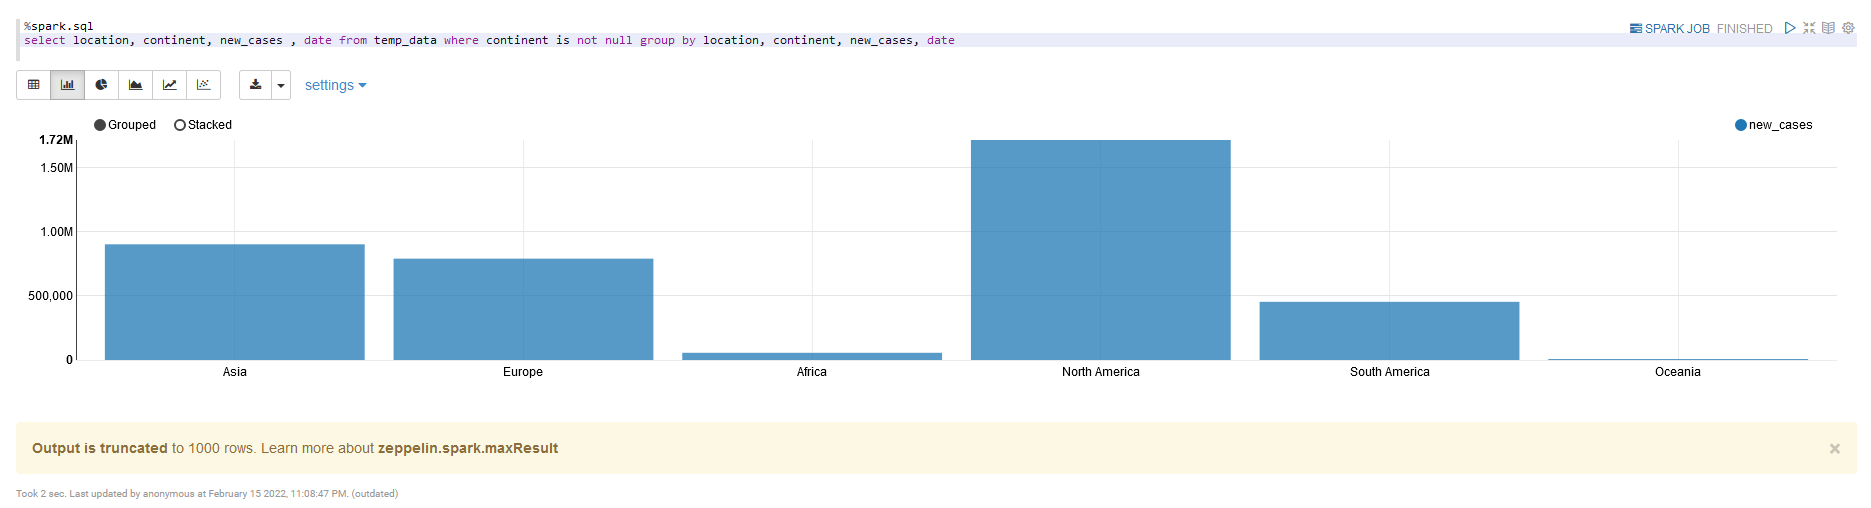 %spark.sql
select location, continent, new_cases , date from temp_data where continent is not null group by location, continent, new_cases, date
SPARK JOB FINISHED
settings
Grouped Stacked
new_cases
1.72M
1.50M
1.00M
500,000
0
Asia Europe Africa North America South America Oceania
Output is truncated to 1000 rows. Learn more about zeppelin.spark.maxResult
×
Took 2 sec. Last updated by anonymous at February 15 2022, 11:08:47 PM. (outdated)